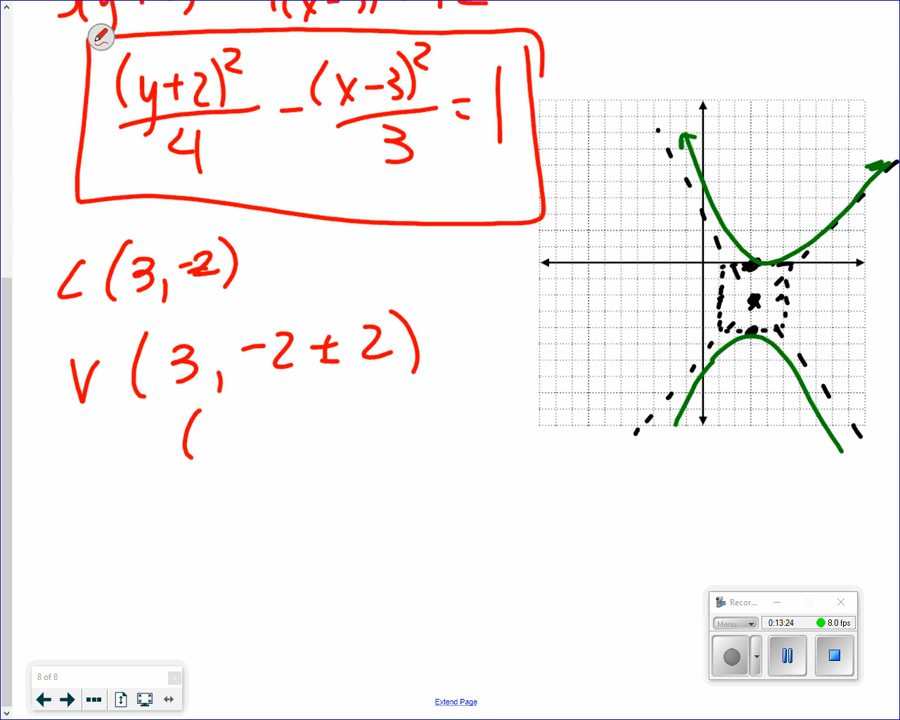 (y+2)² / 4 − (x−3)² / 3 = 1
C (3, -2)
V (3, -2 ± 2)
(
Recor...
Menu...
0:13:24
8.0 fps
8 of 8
Extend Page